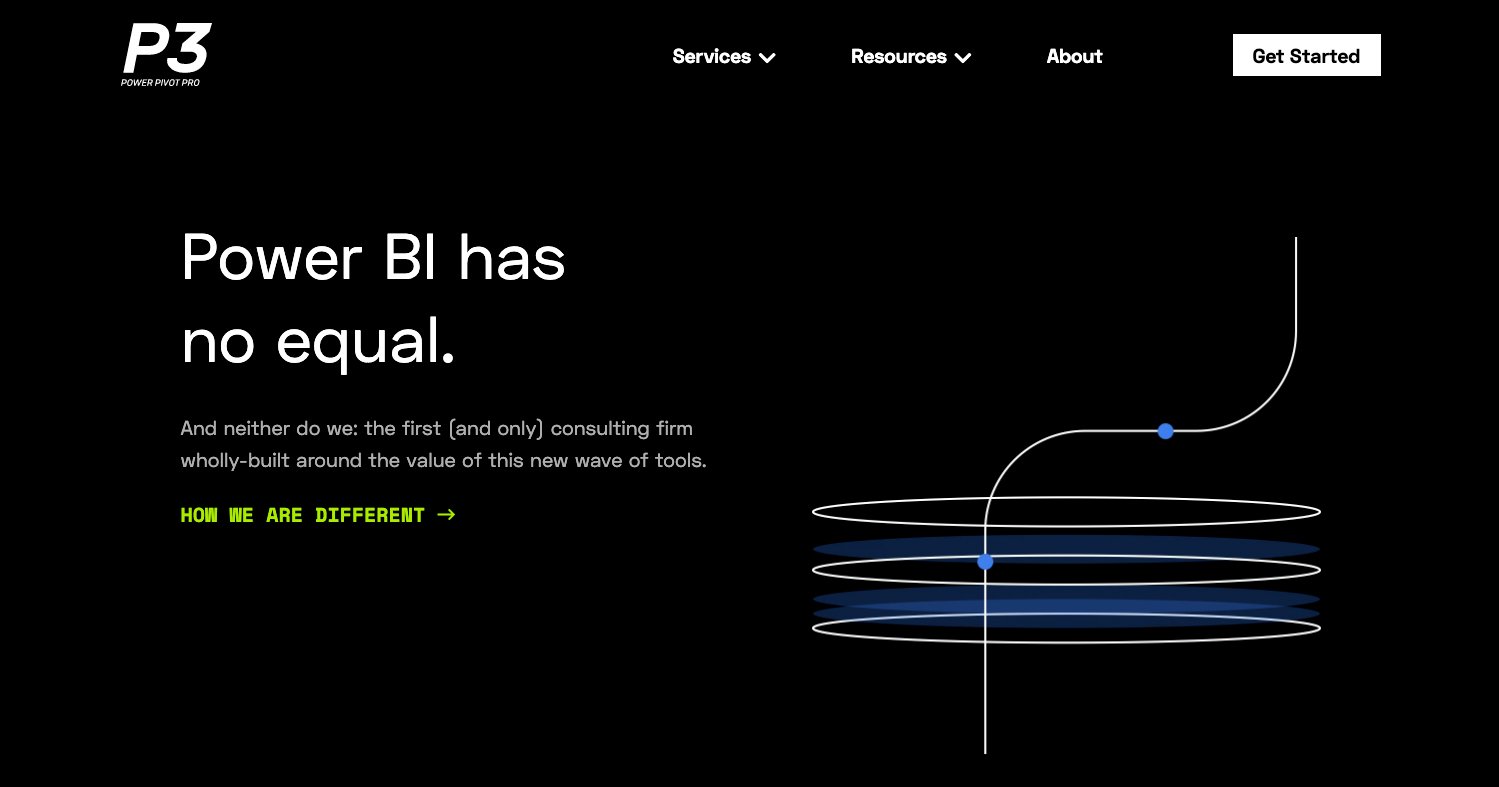 P3
POWER PIVOT PRO
Services
Resources
About
Get Started
Power BI has
no equal.
And neither do we: the first (and only) consulting firm
wholly-built around the value of this new wave of tools.
HOW WE ARE DIFFERENT →